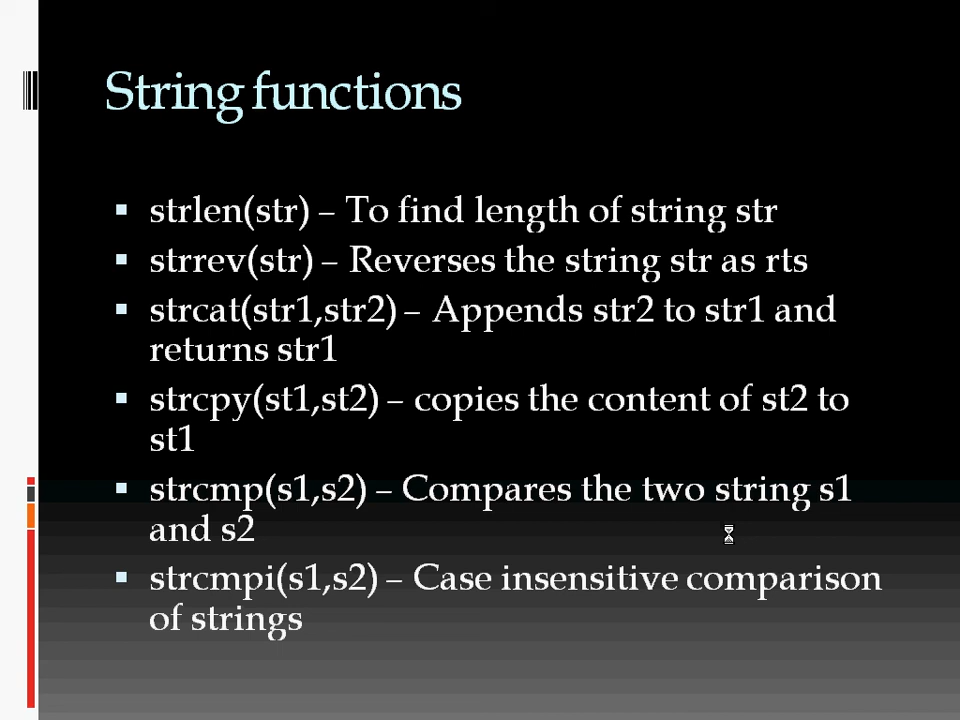 String functions
▪ strlen(str) – To find length of string str
▪ strrev(str) – Reverses the string str as rts
▪ strcat(str1,str2) – Appends str2 to str1 and
returns str1
▪ strcpy(st1,st2) – copies the content of st2 to
st1
▪ strcmp(s1,s2) – Compares the two string s1
and s2
▪ strcmpi(s1,s2) – Case insensitive comparison
of strings